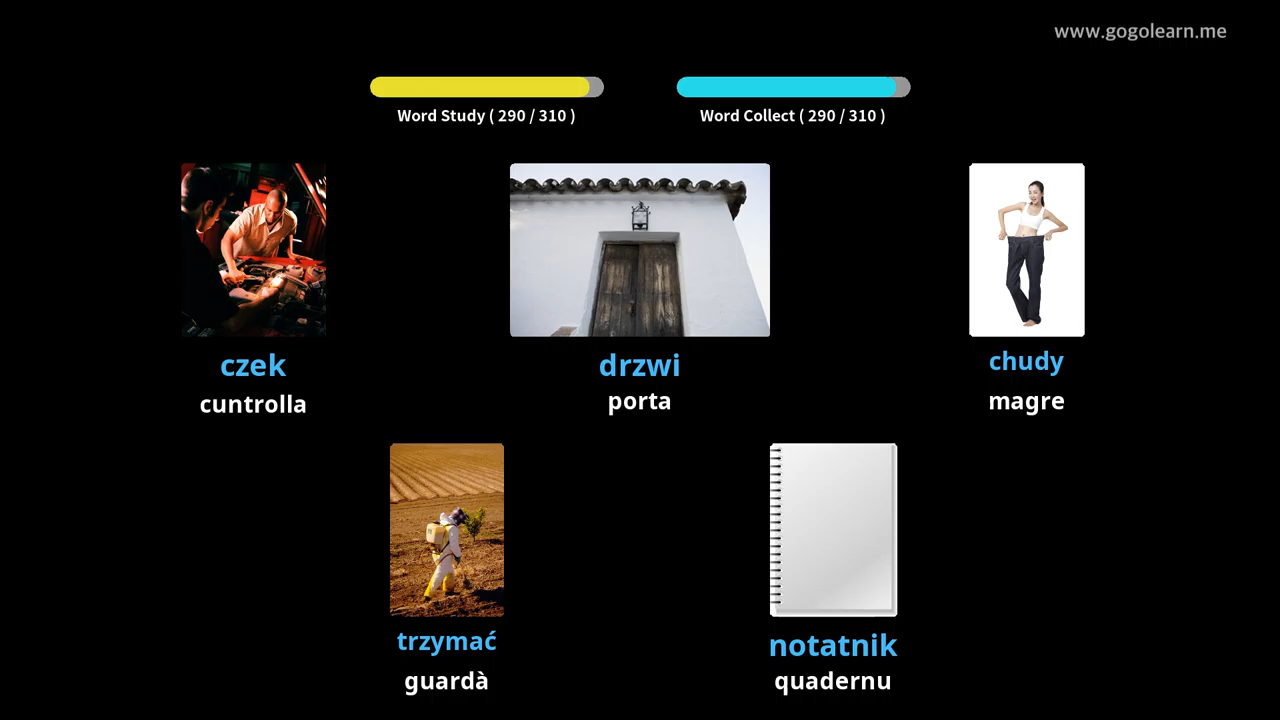 www.gogolearn.me
Word Study ( 290 / 310 )
Word Collect ( 290 / 310 )
czek
cuntrolla
drzwi
porta
chudy
magre
trzymać
guardà
notatnik
quadernu